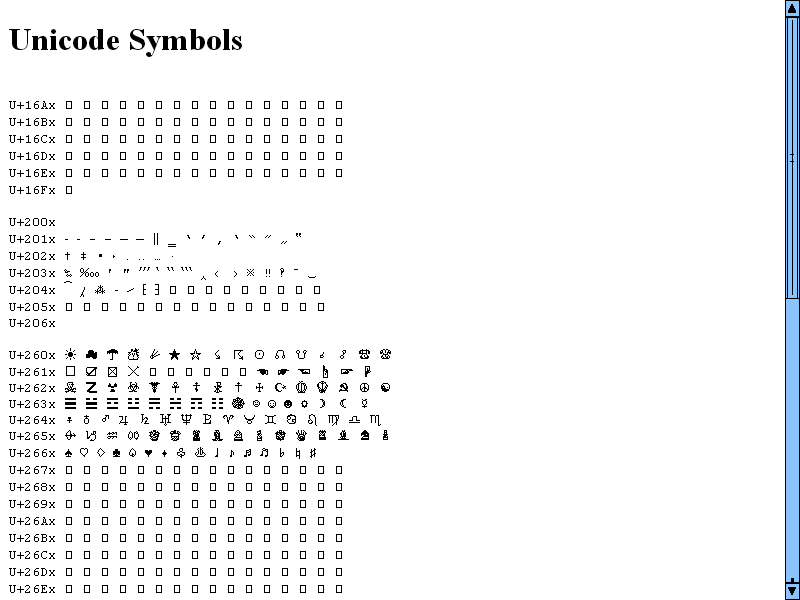 Unicode Symbols
U+16Ax □ □ □ □ □ □ □ □ □ □ □ □ □ □ □ □
U+16Bx □ □ □ □ □ □ □ □ □ □ □ □ □ □ □ □
U+16Cx □ □ □ □ □ □ □ □ □ □ □ □ □ □ □ □
U+16Dx □ □ □ □ □ □ □ □ □ □ □ □ □ □ □ □
U+16Ex □ □ □ □ □ □ □ □ □ □ □ □ □ □ □ □
U+16Fx □
U+200x
U+201x ‐ ‑ ‒ – — ― ‖ ‗ ‘ ’ ‚ ‛ “ ” „ ‟
U+202x † ‡ • ‣ ․ ‥ … ‧
U+203x ‰ ‱ ′ ″ ‴ ‵ ‶ ‷ ‸ ‹ › ※ ‼ ‽ ‾ ‿
U+204x ⁀ ⁁ ⁂ ⁃ ⁄ ⁅ ⁆ □ □ □ □ □ □ □ □ □
U+205x □ □ □ □ □ □ □ □ □ □ □ □ □ □ □
U+206x
U+260x ☀ ☁ ☂ ☃ ☄ ★ ☆ ☇ ☈ ☉ ☊ ☋ ☌ ☍ ☎ ☏
U+261x ☐ ☑ ☒ ☓ □ □ □ □ □ □ ☚ ☛ ☜ ☝ ☞ ☟
U+262x ☠ ☡ ☢ ☣ ☤ ☥ ☦ ☧ ☨ ☩ ☪ ☫ ☬ ☭ ☮ ☯
U+263x ☰ ☱ ☲ ☳ ☴ ☵ ☶ ☷ ☸ ☹ ☺ ☻ ☼ ☽ ☾ ☿
U+264x ♀ ♁ ♂ ♃ ♄ ♅ ♆ ♇ ♈ ♉ ♊ ♋ ♌ ♍ ♎ ♏
U+265x ♐ ♑ ♒ ♓ ♔ ♕ ♖ ♗ ♘ ♙ ♚ ♛ ♜ ♝ ♞ ♟
U+266x ♠ ♡ ♢ ♣ ♤ ♥ ♦ ♧ ♨ ♩ ♪ ♫ ♬ ♭ ♮ ♯
U+267x □ □ □ □ □ □ □ □ □ □ □ □ □ □ □ □
U+268x □ □ □ □ □ □ □ □ □ □ □ □ □ □ □ □
U+269x □ □ □ □ □ □ □ □ □ □ □ □ □ □ □ □
U+26Ax □ □ □ □ □ □ □ □ □ □ □ □ □ □ □ □
U+26Bx □ □ □ □ □ □ □ □ □ □ □ □ □ □ □ □
U+26Cx □ □ □ □ □ □ □ □ □ □ □ □ □ □ □ □
U+26Dx □ □ □ □ □ □ □ □ □ □ □ □ □ □ □ □
U+26Ex □ □ □ □ □ □ □ □ □ □ □ □ □ □ □ □